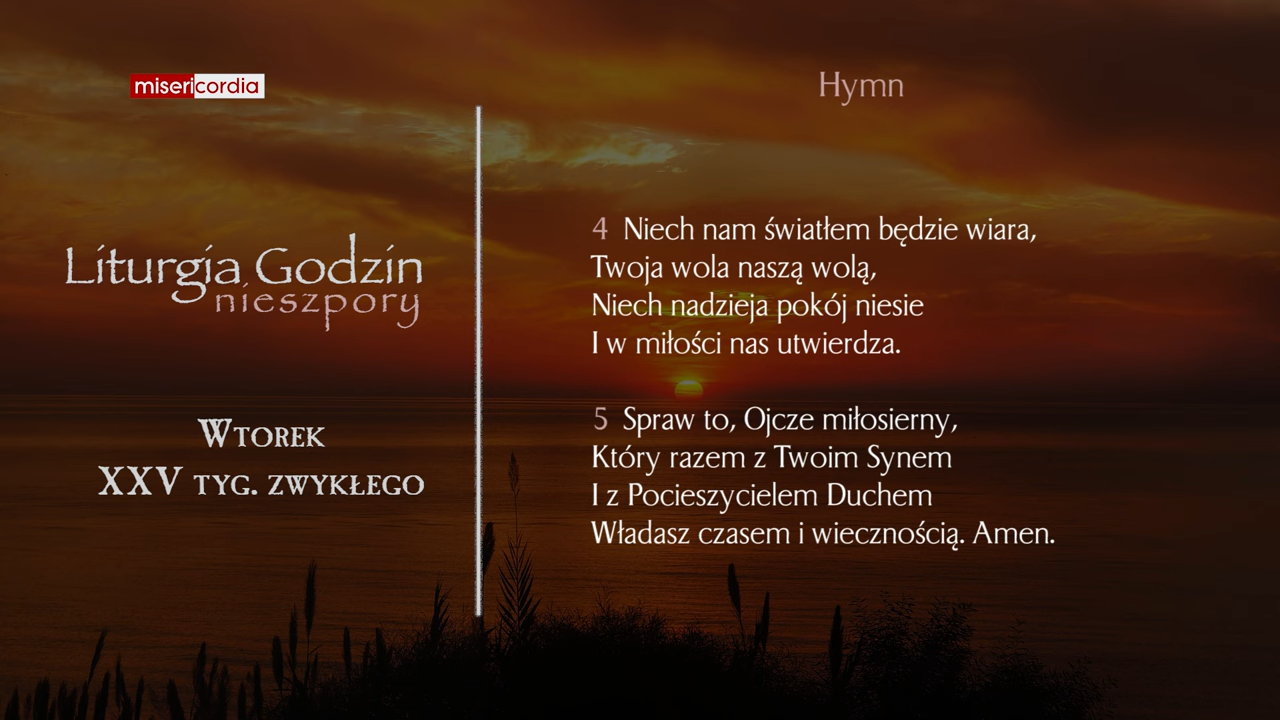 misericordia
Liturgia Godzin
nieszpory
Wtorek
XXV tyg. zwykłego
Hymn
4 Niech nam światłem będzie wiara,
Twoja wola naszą wolą,
Niech nadzieja pokój niesie
I w miłości nas utwierdza.
5 Spraw to, Ojcze miłosierny,
Który razem z Twoim Synem
I z Pocieszycielem Duchem
Władasz czasem i wiecznością. Amen.